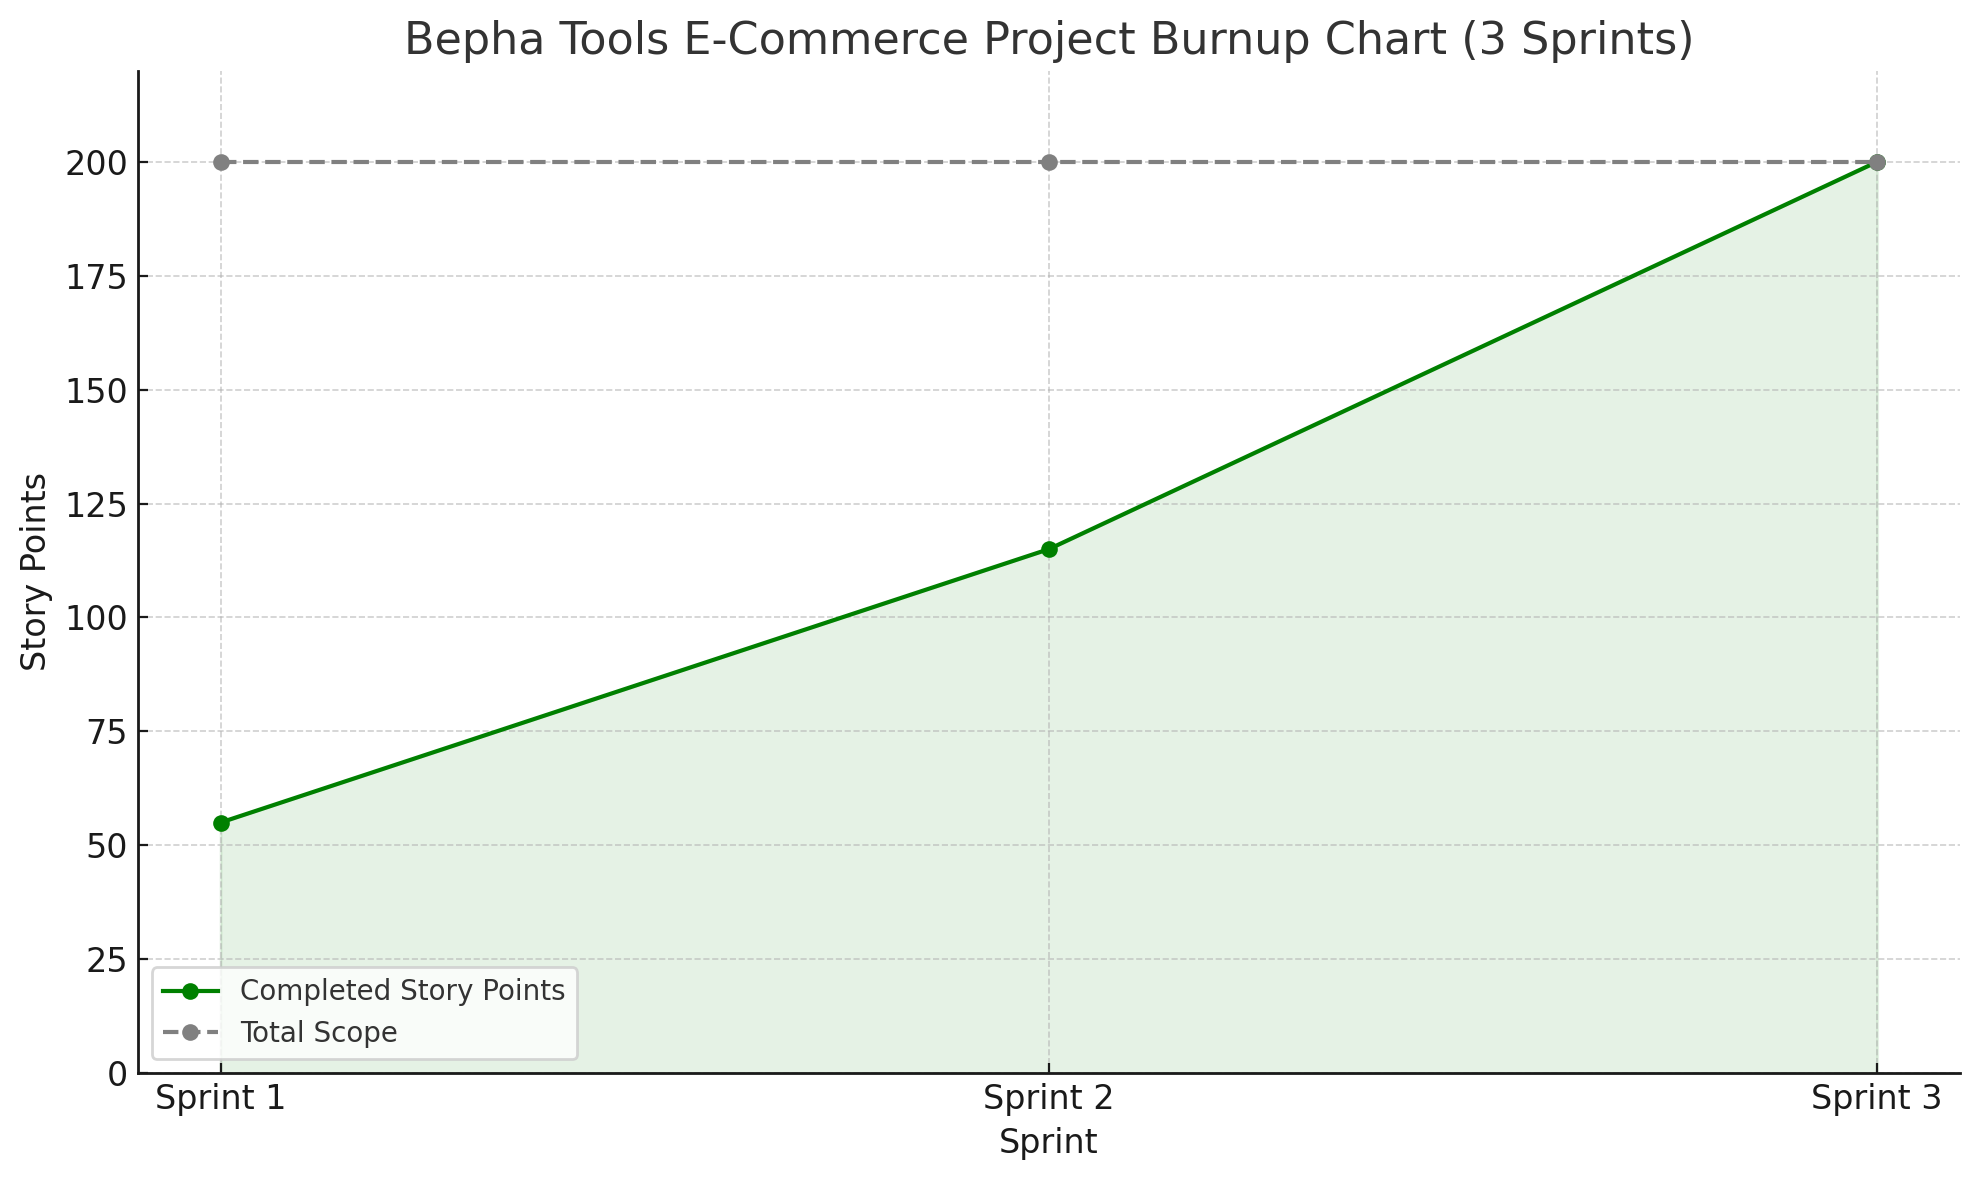 Bepha Tools E-Commerce Project Burnup Chart (3 Sprints)
Story Points
200
175
150
125
100
75
50
25
0
Completed Story Points
Total Scope
Sprint 1
Sprint 2
Sprint 3
Sprint